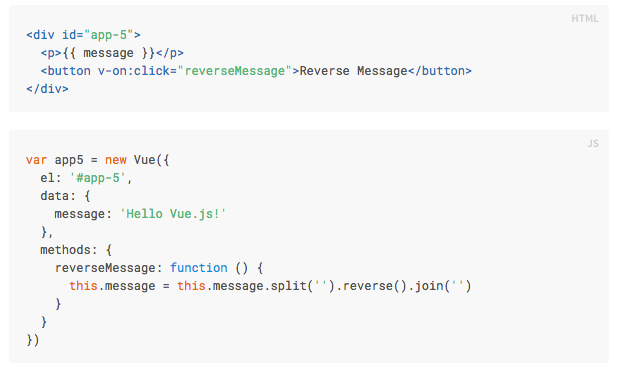 HTML
<div id="app-5">
  <p>{{ message }}</p>
  <button v-on:click="reverseMessage">Reverse Message</button>
</div>
JS
var app5 = new Vue({
  el: '#app-5',
  data: {
    message: 'Hello Vue.js!'
  },
  methods: {
    reverseMessage: function () {
      this.message = this.message.split('').reverse().join('')
    }
  }
})